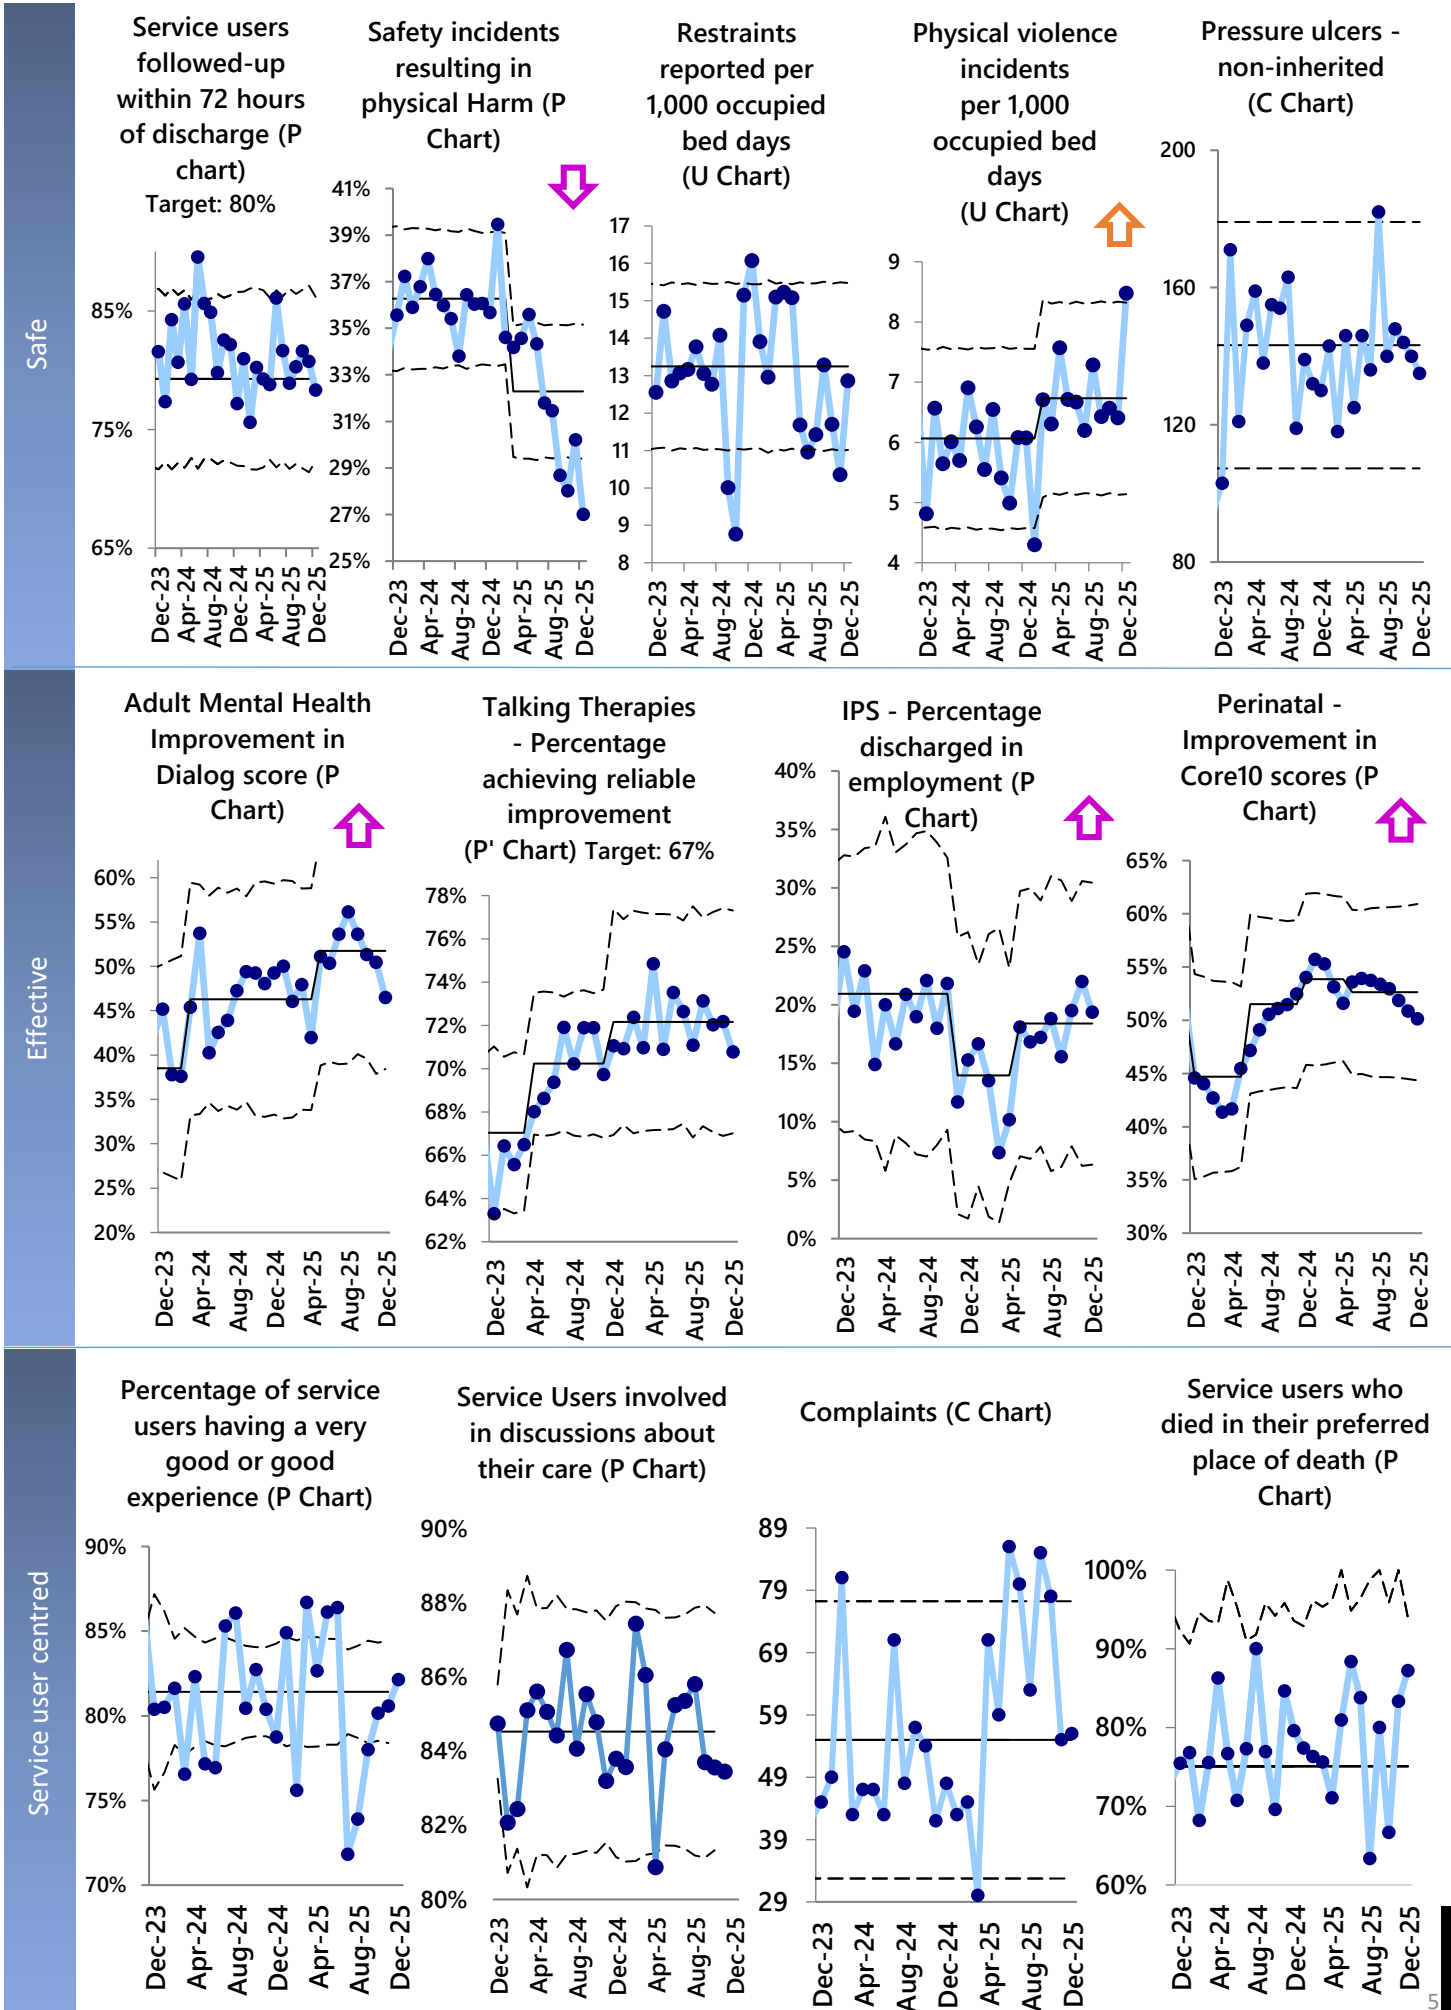 Safe
Service users
followed-up
within 72 hours
of discharge (P
chart)
Target: 80%
85%
75%
65%
Dec-23
Apr-24
Aug-24
Dec-24
Apr-25
Aug-25
Dec-25
Safety incidents
resulting in
physical Harm (P
Chart)
41%
39%
37%
35%
33%
31%
29%
27%
25%
Dec-23
Apr-24
Aug-24
Dec-24
Apr-25
Aug-25
Dec-25
Restraints
reported per
1,000 occupied
bed days
(U Chart)
17
16
15
14
13
12
11
10
9
8
Dec-23
Apr-24
Aug-24
Dec-24
Apr-25
Aug-25
Dec-25
Physical violence
incidents
per 1,000
occupied bed
days
(U Chart)
9
8
7
6
5
4
Dec-23
Apr-24
Aug-24
Dec-24
Apr-25
Aug-25
Dec-25
Pressure ulcers -
non-inherited
(C Chart)
200
160
120
80
Dec-23
Apr-24
Aug-24
Dec-24
Apr-25
Aug-25
Dec-25
Effective
Adult Mental Health
Improvement in
Dialog score (P
Chart)
60%
55%
50%
45%
40%
35%
30%
25%
20%
Dec-23
Apr-24
Aug-24
Dec-24
Apr-25
Aug-25
Dec-25
Talking Therapies
- Percentage
achieving reliable
improvement
(P' Chart) Target: 67%
78%
76%
74%
72%
70%
68%
66%
64%
62%
Dec-23
Apr-24
Aug-24
Dec-24
Apr-25
Aug-25
Dec-25
IPS - Percentage
discharged in
employment (P
Chart)
40%
35%
30%
25%
20%
15%
10%
5%
0%
Dec-23
Apr-24
Aug-24
Dec-24
Apr-25
Aug-25
Dec-25
Perinatal -
Improvement in
Core10 scores (P
Chart)
65%
60%
55%
50%
45%
40%
35%
30%
Dec-23
Apr-24
Aug-24
Dec-24
Apr-25
Aug-25
Dec-25
Service user centred
Percentage of service
users having a very
good or good
experience (P Chart)
90%
85%
80%
75%
70%
Dec-23
Apr-24
Aug-24
Dec-24
Apr-25
Aug-25
Dec-25
Service Users involved
in discussions about
their care (P Chart)
90%
88%
86%
84%
82%
80%
Dec-23
Apr-24
Aug-24
Dec-24
Apr-25
Aug-25
Dec-25
Complaints (C Chart)
89
79
69
59
49
39
29
Dec-23
Apr-24
Aug-24
Dec-24
Apr-25
Aug-25
Dec-25
Service users who
died in their preferred
place of death (P
Chart)
100%
90%
80%
70%
60%
Dec-23
Apr-24
Aug-24
Dec-24
Apr-25
Aug-25
Dec-25
5